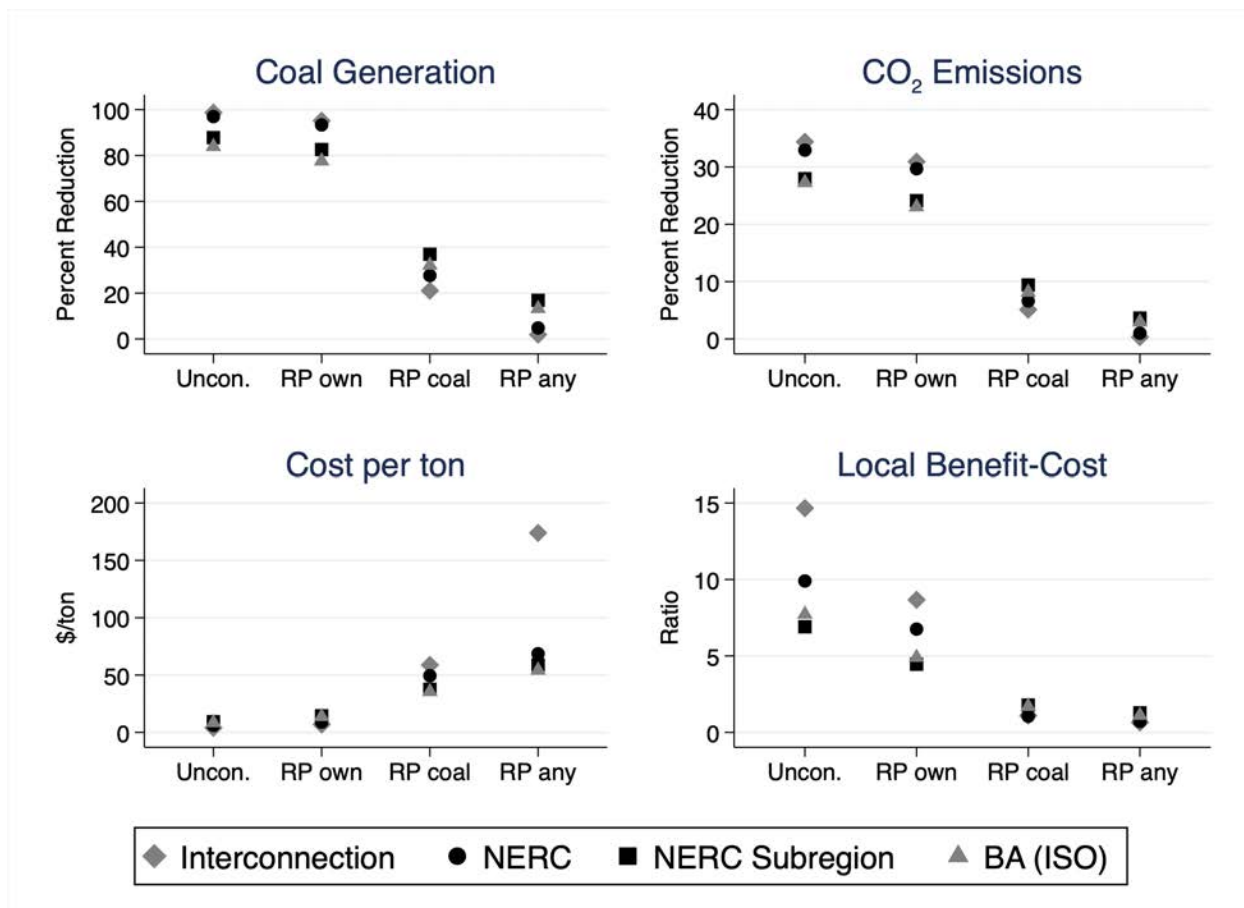 Coal Generation
Percent Reduction
100
80
60
40
20
0
Uncon. RP own RP coal RP any
CO₂ Emissions
Percent Reduction
40
30
20
10
0
Uncon. RP own RP coal RP any
Cost per ton
$/ton
200
150
100
50
0
Uncon. RP own RP coal RP any
Local Benefit-Cost
Ratio
15
10
5
0
Uncon. RP own RP coal RP any
Interconnection NERC NERC Subregion BA (ISO)